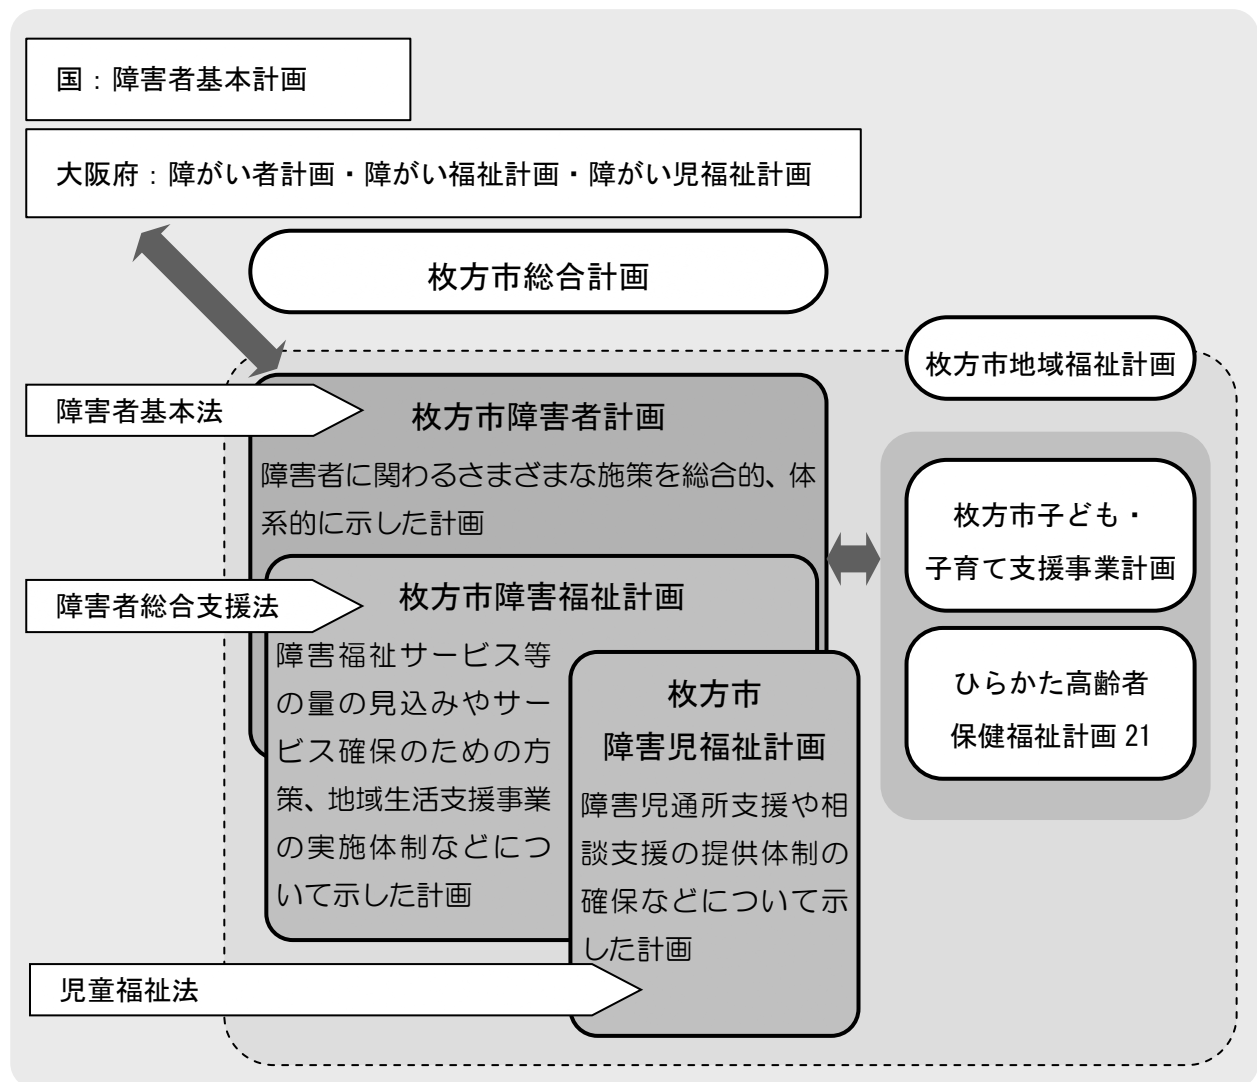 国：障害者基本計画
大阪府：障がい者計画・障がい福祉計画・障がい児福祉計画
枚方市総合計画
枚方市地域福祉計画
障害者基本法
枚方市障害者計画
障害者に関わるさまざまな施策を総合的、体
系的に示した計画
枚方市子ども・
子育て支援事業計画
障害者総合支援法
枚方市障害福祉計画
障害福祉サービス等
の量の見込みやサー
ビス確保のための方
策、地域生活支援事業
の実施体制などにつ
いて示した計画
枚方市
障害児福祉計画
障害児通所支援や相
談支援の提供体制の
確保などについて示
した計画
ひらかた高齢者
保健福祉計画 21
児童福祉法